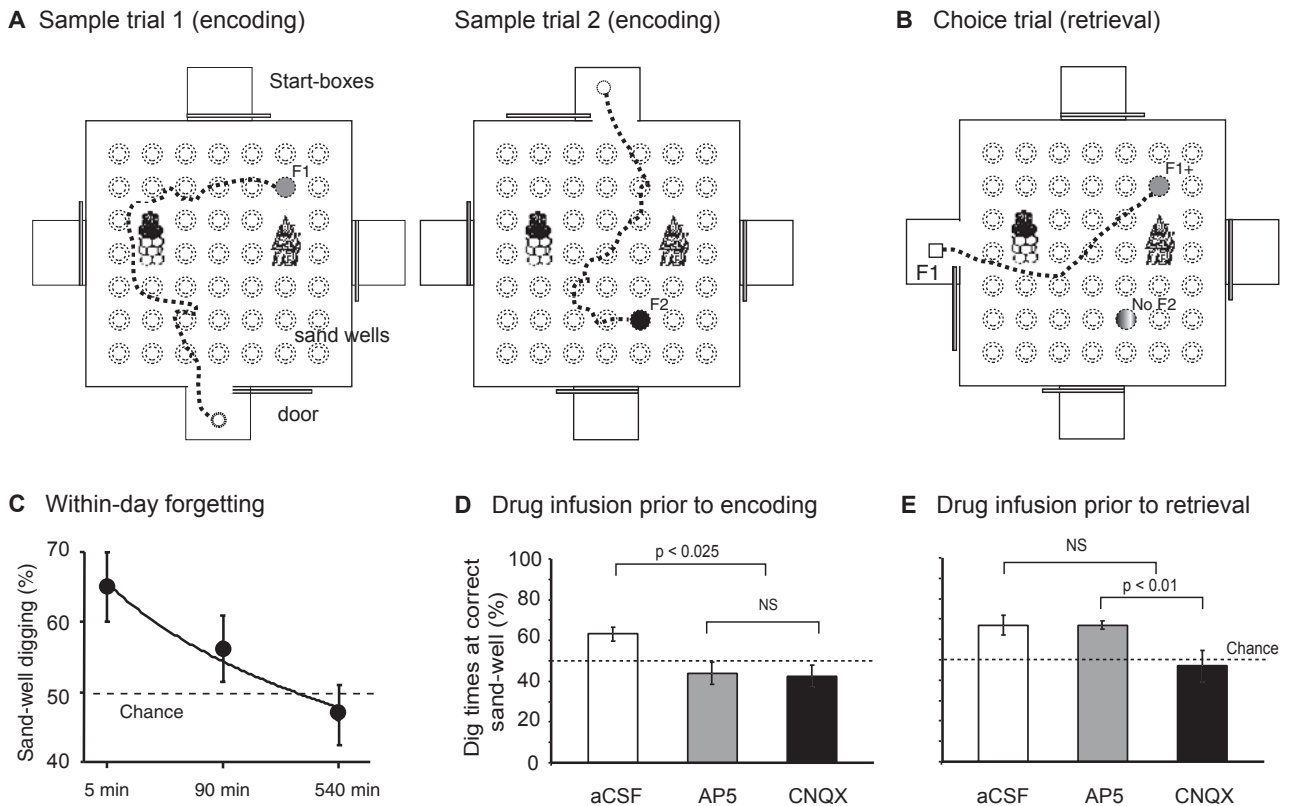 A Sample trial 1 (encoding)
Sample trial 2 (encoding)
B Choice trial (retrieval)
Start-boxes
F1
sand wells
door
F2
F1+
F1
No F2
C Within-day forgetting
Sand-well digging (%)
70
60
50
40
Chance
5 min
90 min
540 min
D Drug infusion prior to encoding
Dig times at correct
sand-well (%)
100
80
60
40
20
0
p < 0.025
NS
aCSF
AP5
CNQX
E Drug infusion prior to retrieval
NS
p < 0.01
Chance
aCSF
AP5
CNQX